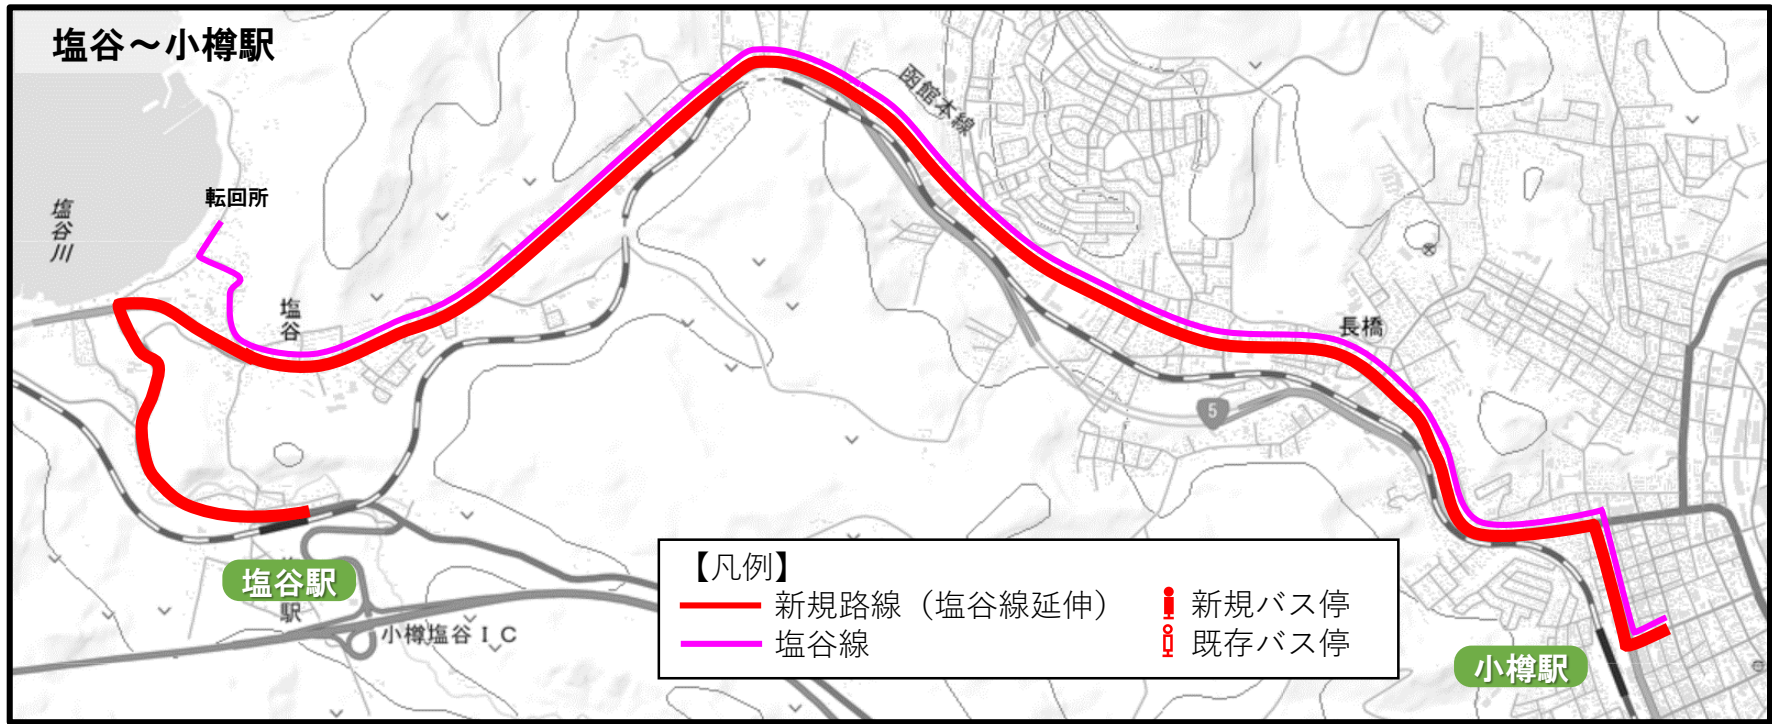 塩谷～小樽駅
函館本線
転回所
塩谷川
塩谷
長橋
5
塩谷駅
駅
小樽塩谷ＩＣ
【凡例】
新規路線（塩谷線延伸）
新規バス停
塩谷線
既存バス停
小樽駅